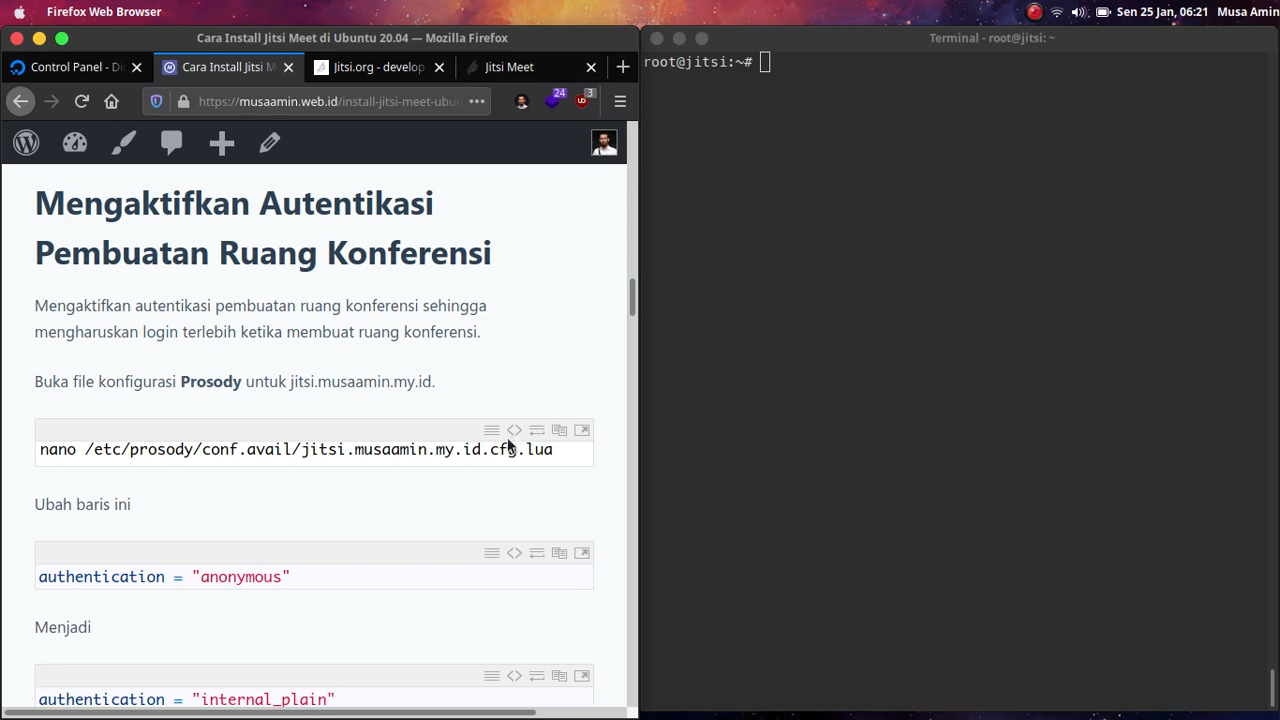 Firefox Web Browser
Sen 25 Jan, 06:21 Musa Amin
Cara Install Jitsi Meet di Ubuntu 20.04 — Mozilla Firefox
Terminal - root@jitsi: ~
Control Panel - Di
Cara Install Jitsi M
Jitsi.org - develop
Jitsi Meet
https://musaamin.web.id/install-jitsi-meet-ubun
24
3
root@jitsi:~#
Mengaktifkan Autentikasi
Pembuatan Ruang Konferensi
Mengaktifkan autentikasi pembuatan ruang konferensi sehingga
mengharuskan login terlebih ketika membuat ruang konferensi.
Buka file konfigurasi Prosody untuk jitsi.musaamin.my.id.
nano /etc/prosody/conf.avail/jitsi.musaamin.my.id.cfg.lua
Ubah baris ini
authentication = "anonymous"
Menjadi
authentication = "internal_plain"